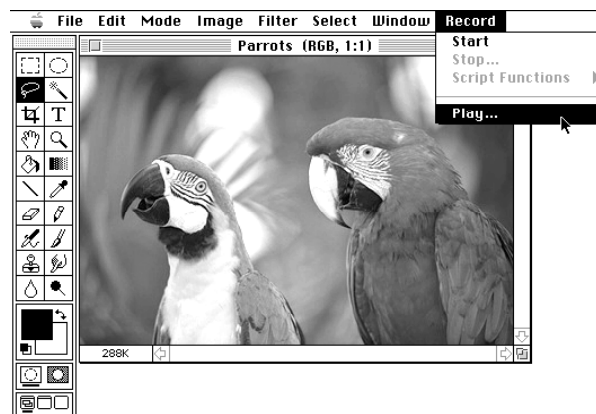 File Edit Mode Image Filter Select Window Record
Parrots (RGB, 1:1)
Start
Stop...
Script Functions
Play...
T
288K